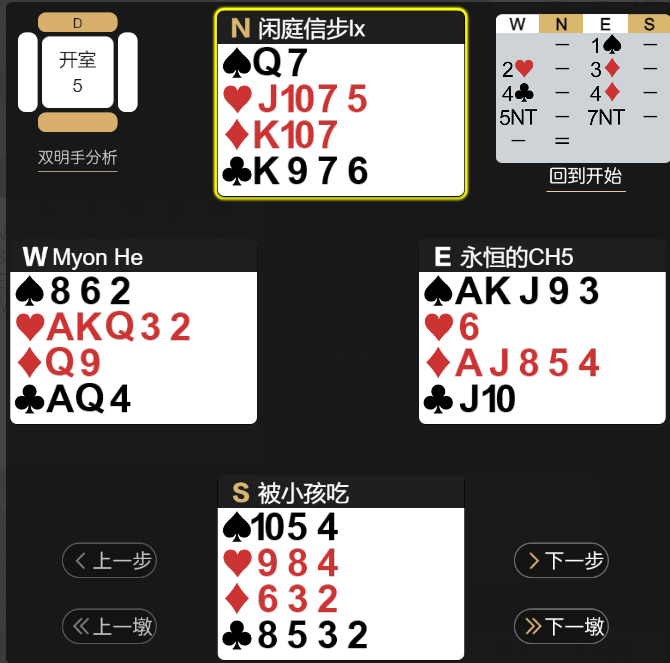 D
开室
5
双明手分析
N 闲庭信步lx
♠Q 7
♥J 10 7 5
♦K 10 7
♣K 9 7 6
W N E S
— 1♠ —
2♥ — 3♦ —
4♣ — 4♦ —
5NT — 7NT —
— =
回到开始
W Myon He
♠8 6 2
♥A K Q 3 2
♦Q 9
♣A Q 4
E 永恒的CH5
♠A K J 9 3
♥6
♦A J 8 5 4
♣J 10
S 被小孩吃
♠10 5 4
♥9 8 4
♦6 3 2
♣8 5 3 2
上一步
下一步
上一墩
下一墩